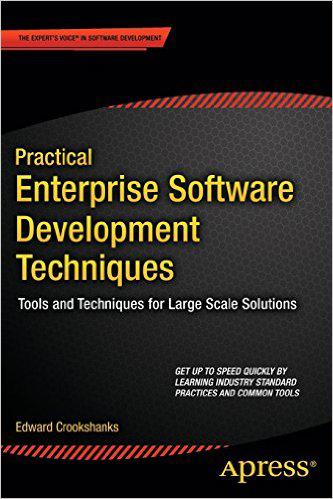 THE EXPERT'S VOICE® IN SOFTWARE DEVELOPMENT
Practical
Enterprise Software
Development
Techniques
Tools and Techniques for Large Scale Solutions
GET UP TO SPEED QUICKLY BY
LEARNING INDUSTRY STANDARD
PRACTICES AND COMMON TOOLS
Edward Crookshanks
Apress®